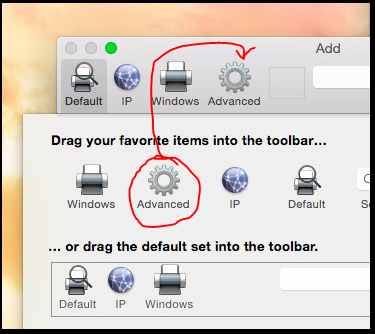 Add
Default IP Windows Advanced
Drag your favorite items into the toolbar...
Windows Advanced IP Default
... or drag the default set into the toolbar.
Default IP Windows